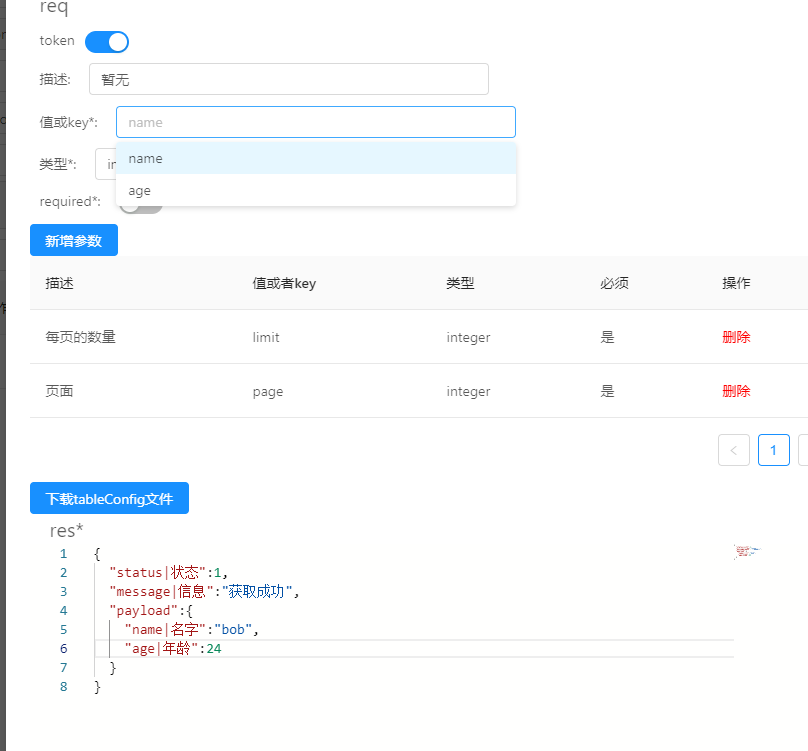 req
token
描述: 暂无
值或key*: name
name
age
类型*: in
required*:
新增参数
描述 值或者key 类型 必须 操作
每页的数量 limit integer 是 删除
页面 page integer 是 删除
< 1
下载tableConfig文件
res*
1 {
2 "status|状态":1,
3 "message|信息":"获取成功",
4 "payload":{
5 "name|名字":"bob",
6 "age|年龄":24
7 }
8 }